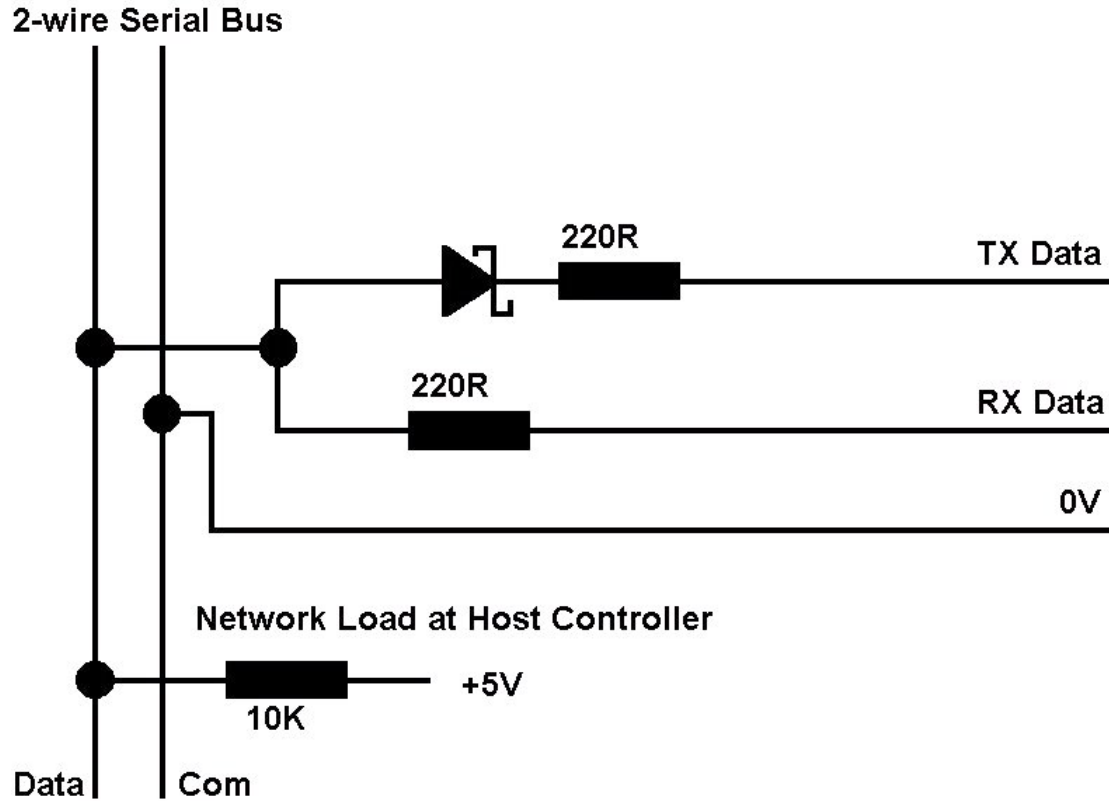 2-wire Serial Bus
220R
TX Data
220R
RX Data
0V
Network Load at Host Controller
+5V
10K
Data
Com